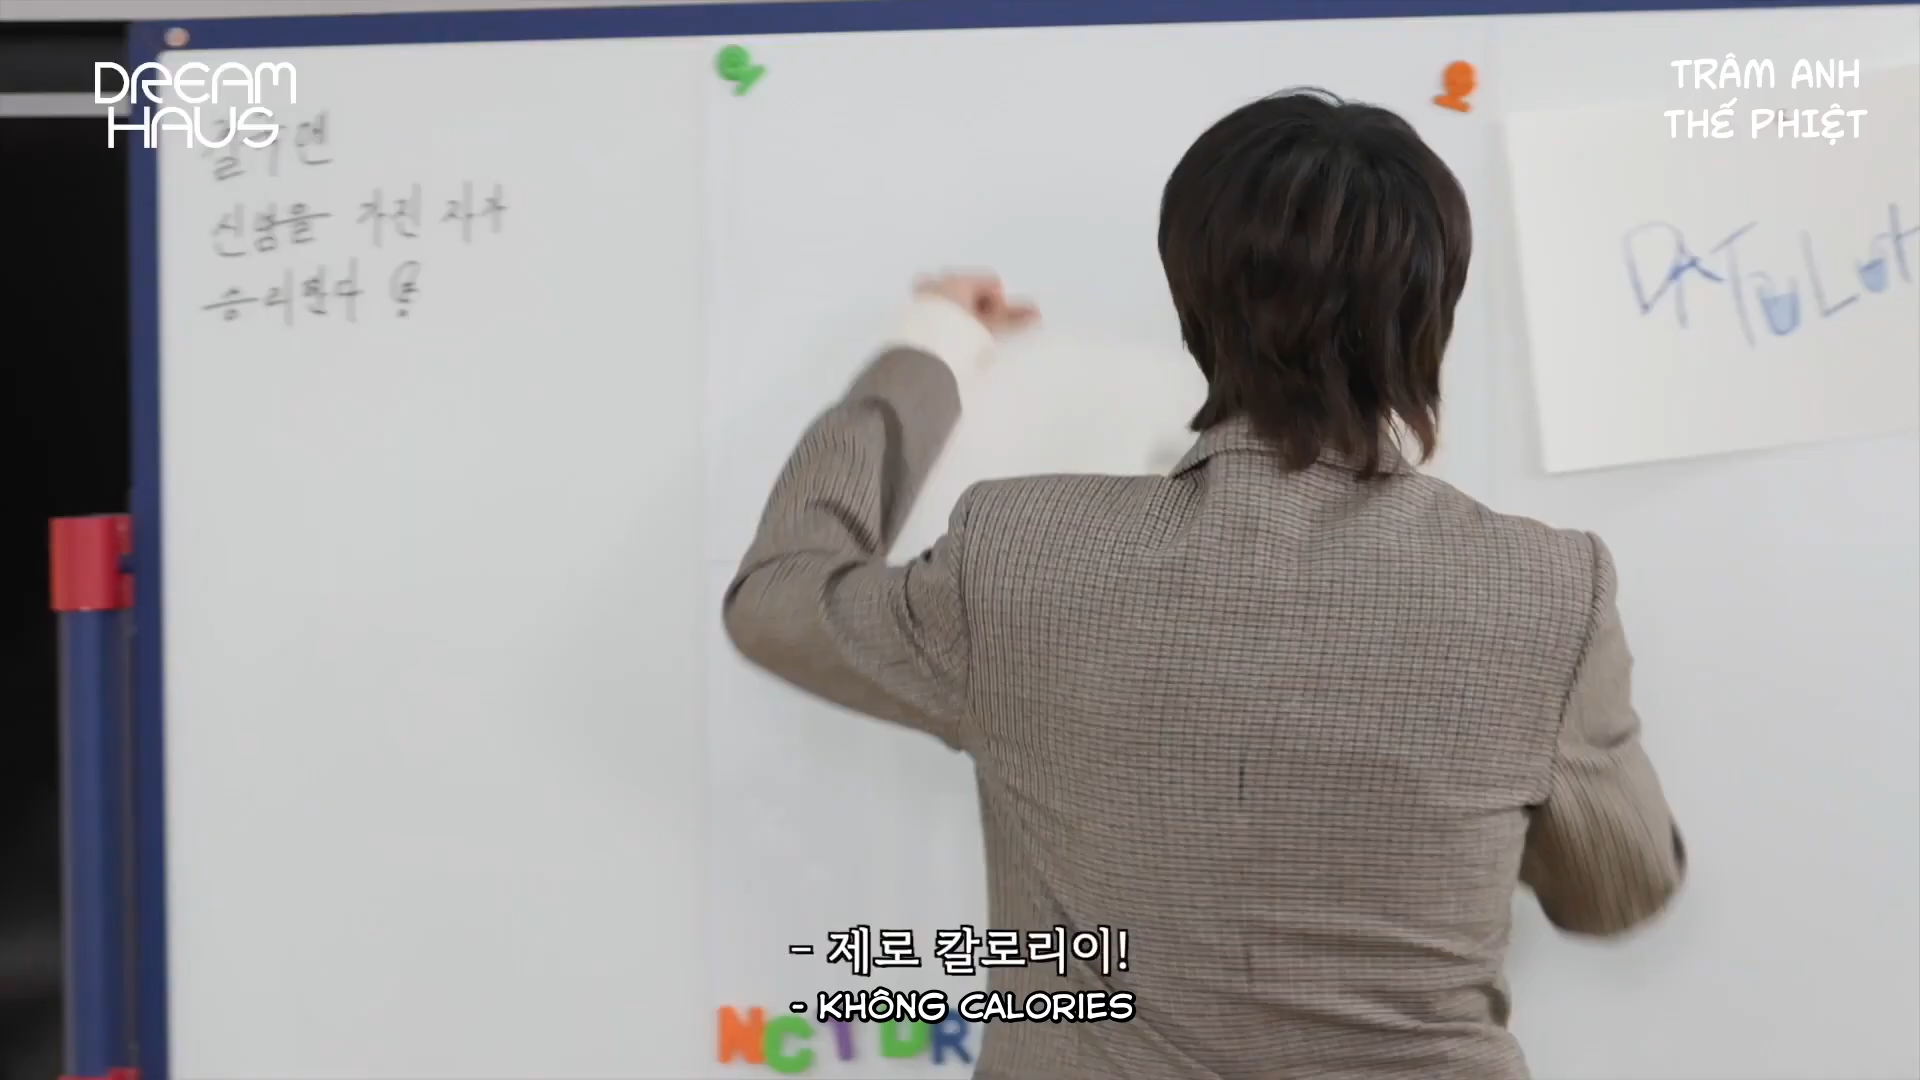 DREAM
HAUS
TRÂM ANH
THẾ PHIỆT
신념을 가진 자가
승리한다
- 제로 칼로리이!
- KHÔNG CALORIES
NCT DR